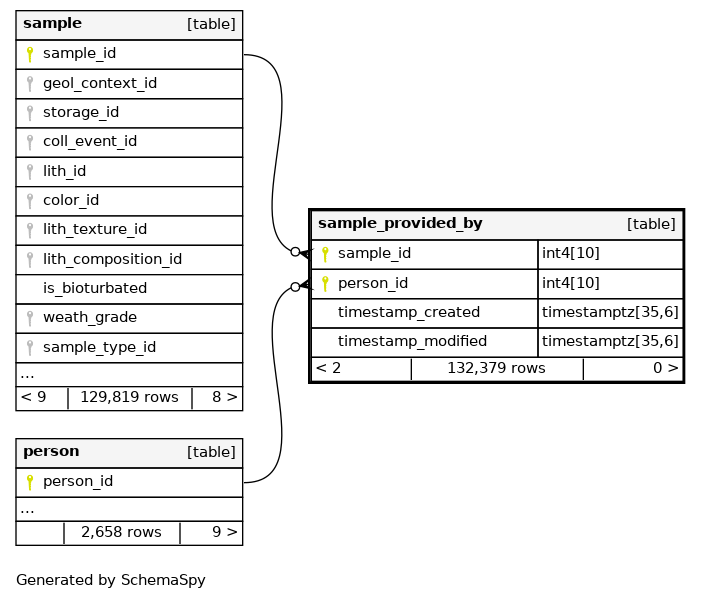 sample [table]
sample_id
geol_context_id
storage_id
coll_event_id
lith_id
color_id
lith_texture_id
lith_composition_id
is_bioturbated
weath_grade
sample_type_id
...
< 9 129,819 rows 8 >
sample_provided_by [table]
sample_id int4[10]
person_id int4[10]
timestamp_created timestamptz[35,6]
timestamp_modified timestamptz[35,6]
< 2 132,379 rows 0 >
person [table]
person_id
...
2,658 rows 9 >
Generated by SchemaSpy